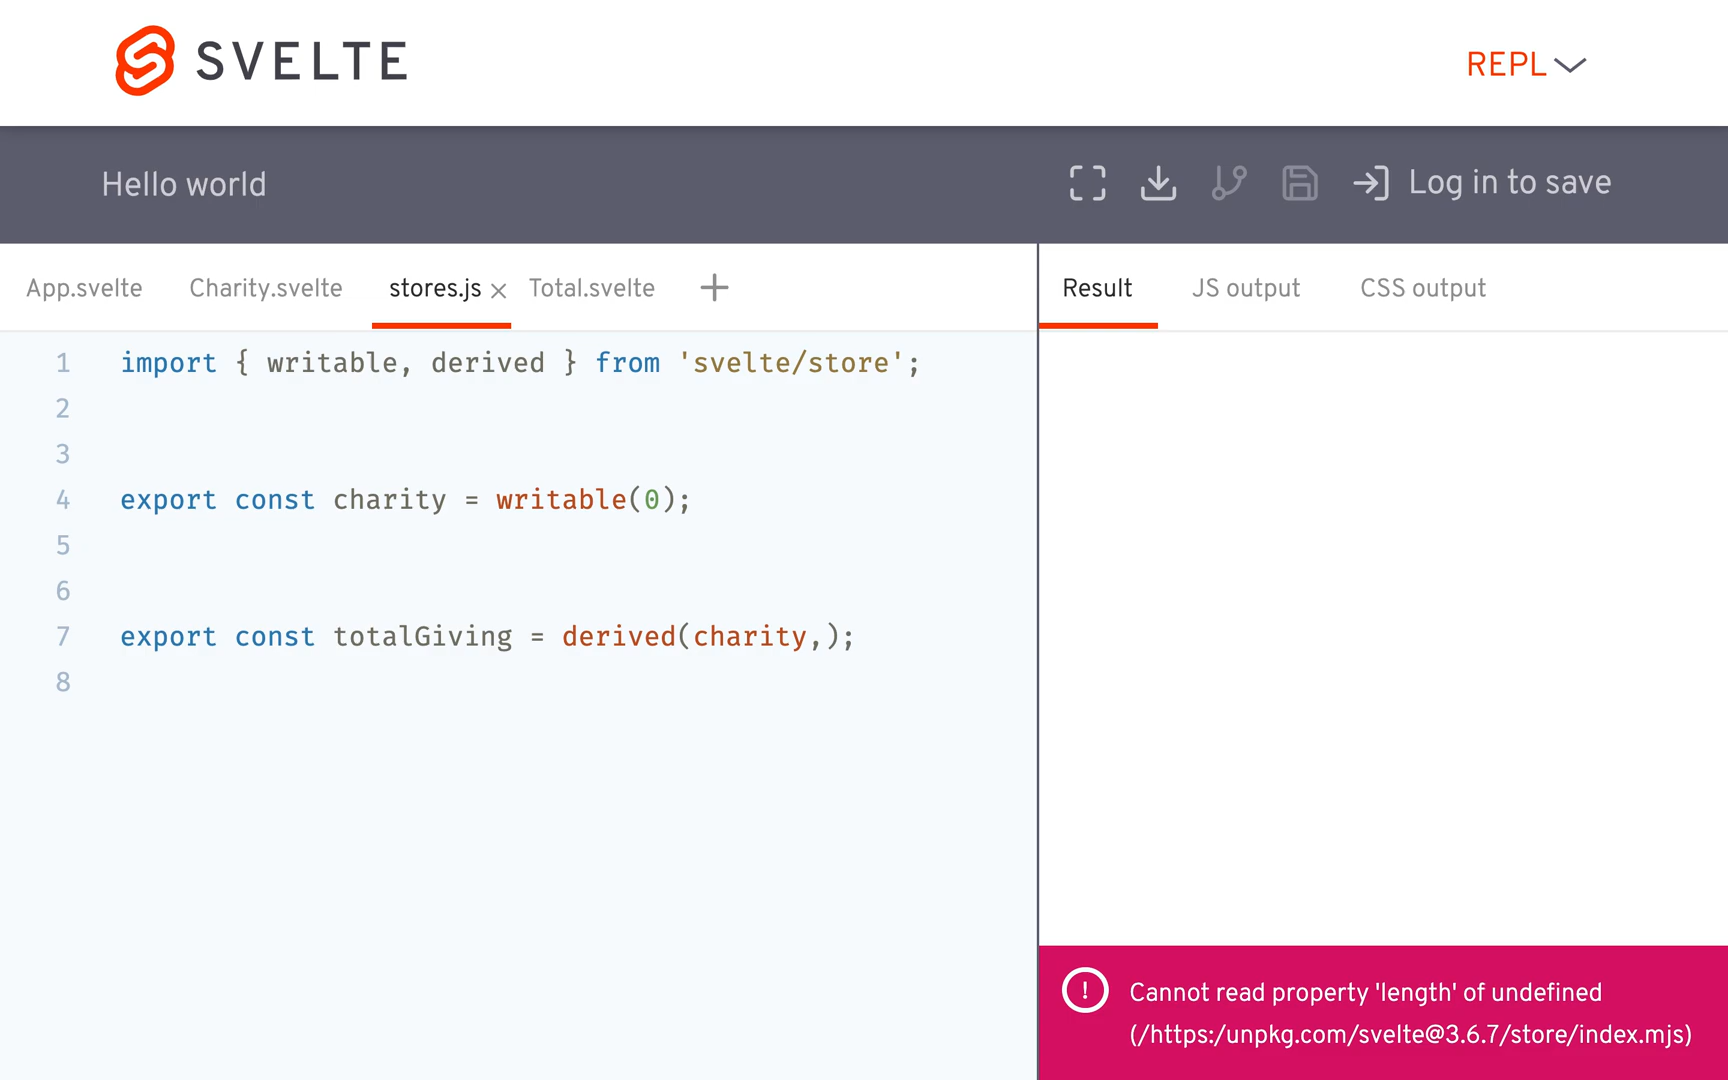 SVELTE
REPL
Hello world
Log in to save
App.svelte Charity.svelte stores.js Total.svelte
Result JS output CSS output
1 import { writable, derived } from 'svelte/store';
2
3
4 export const charity = writable(0);
5
6
7 export const totalGiving = derived(charity,);
8
Cannot read property 'length' of undefined
(/https:/unpkg.com/svelte@3.6.7/store/index.mjs)